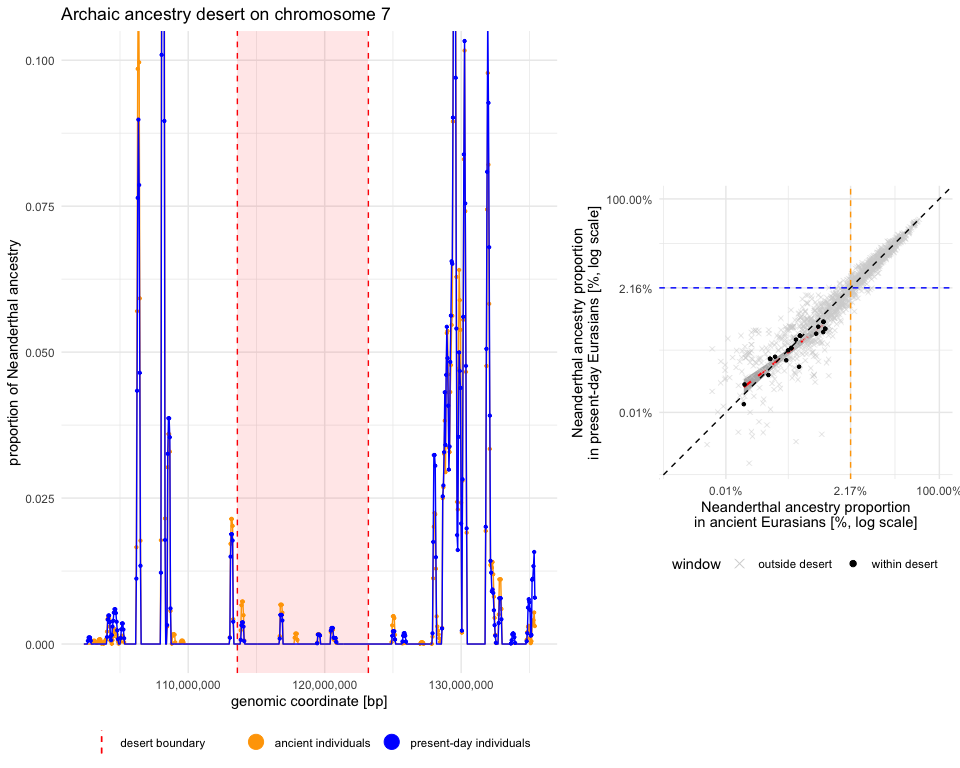 Archaic ancestry desert on chromosome 7
proportion of Neanderthal ancestry
0.100
0.075
0.050
0.025
0.000
110,000,000
120,000,000
130,000,000
genomic coordinate [bp]
desert boundary
ancient individuals
present-day individuals
Neanderthal ancestry proportion
in present-day Eurasians [%, log scale]
100.00%
2.16%
0.01%
0.01%
2.17%
100.00%
Neanderthal ancestry proportion
in ancient Eurasians [%, log scale]
window
outside desert
within desert